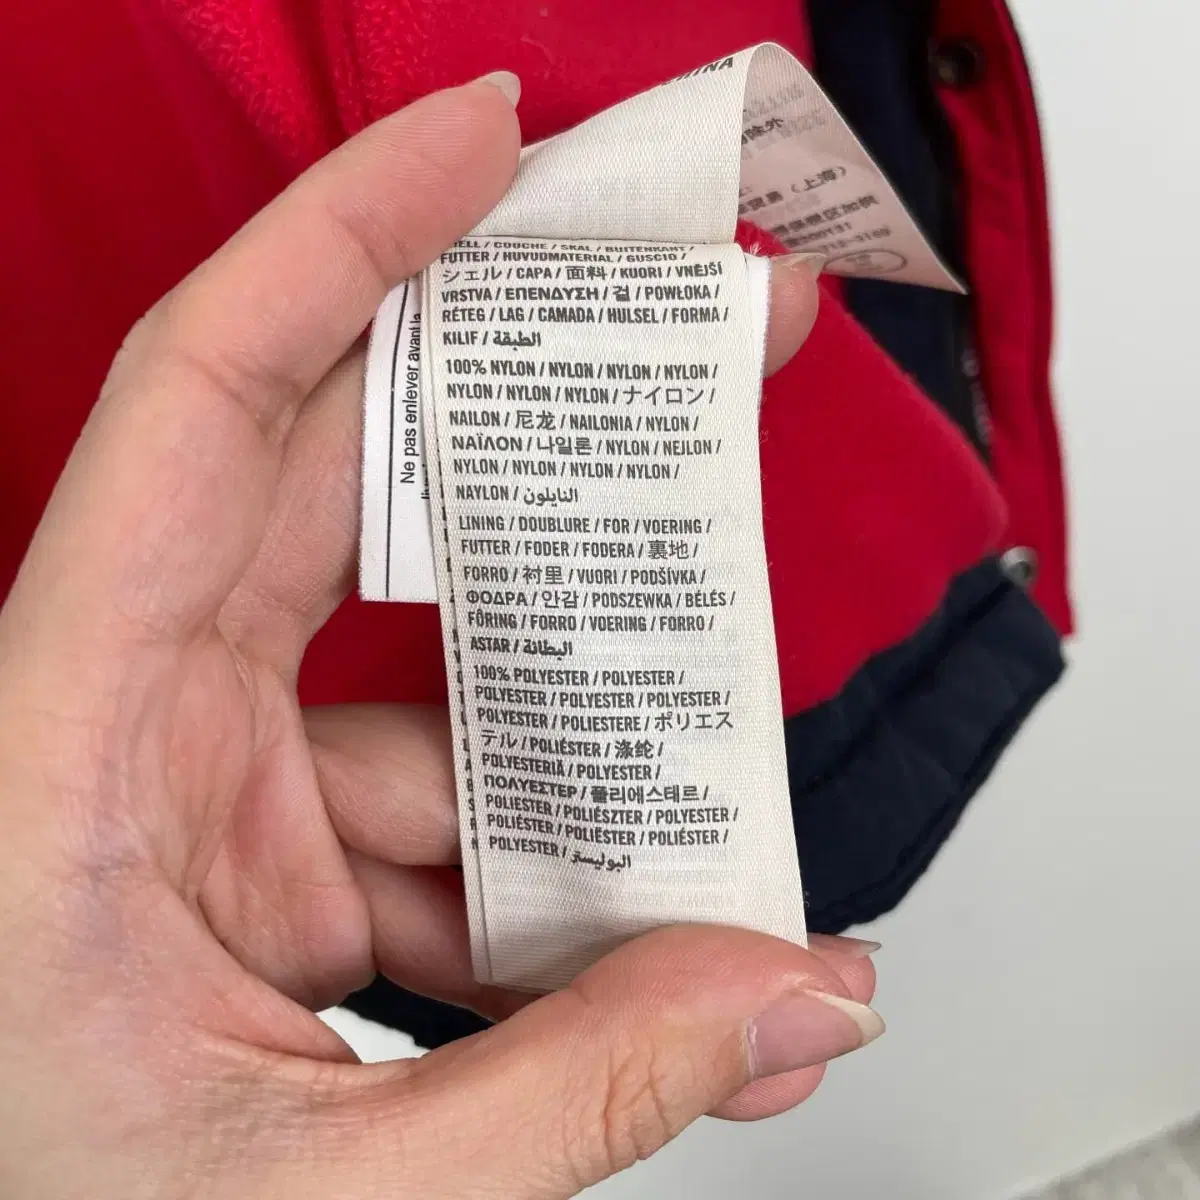 CHINA
SHELL / COUCHE / SKAL / BUITENKANT /
FUTTER / HUVUDMATERIAL / GUSCIO /
シェル / CAPA / 面料 / KUORI / VNĚJŠÍ
VRSTVA / ΕΠΕΝΔΥΣΗ / 겉 / POWŁOKA /
RÉTEG / LAG / CAMADA / HULSEL / FORMA /
KILIF / الطبقة
100% NYLON / NYLON / NYLON / NYLON /
NYLON / NYLON / NYLON / ナイロン /
NAILON / 尼龙 / NAILONIA / NYLON /
ΝΑΪΛΟΝ / 나일론 / NYLON / NEJLON /
NYLON / NYLON / NYLON / NYLON /
NAYLON / النايلون
LINING / DOUBLURE / FOR / VOERING /
FUTTER / FODER / FODERA / 裏地 /
FORRO / 衬里 / VUORI / PODŠÍVKA /
ΦΟΔΡΑ / 안감 / PODSZEWKA / BÉLÉS /
FÔRING / FORRO / VOERING / FORRO /
ASTAR / البطانة
100% POLYESTER / POLYESTER /
POLYESTER / POLYESTER / POLYESTER /
POLYESTER / POLIESTERE / ポリエス
テル / POLIÉSTER / 涤纶 /
POLYESTERIÄ / POLYESTER /
ΠΟΛΥΕΣΤΕΡ / 폴리에스테르 /
POLIESTER / POLIÉSZTER / POLYESTER /
POLIÉSTER / POLIËSTER / POLIÉSTER /
POLYESTER / البوليستر
Ne pas enlever avant la